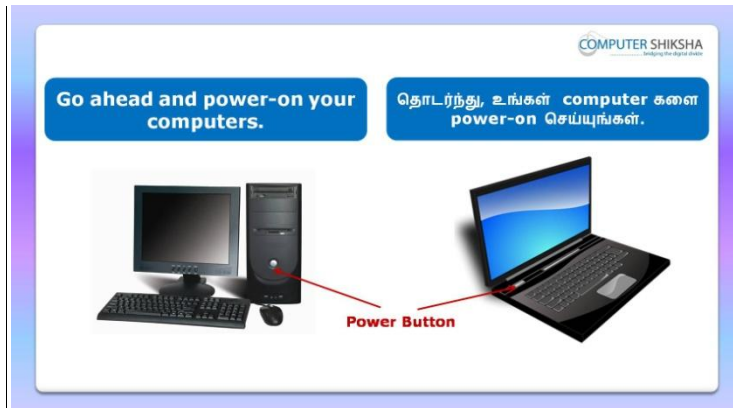 COMPUTER SHIKSHA
bridging the digital divide
Go ahead and power-on your
computers.
தொடர்ந்து, உங்கள் computer களை
power-on செய்யுங்கள்.
Power Button